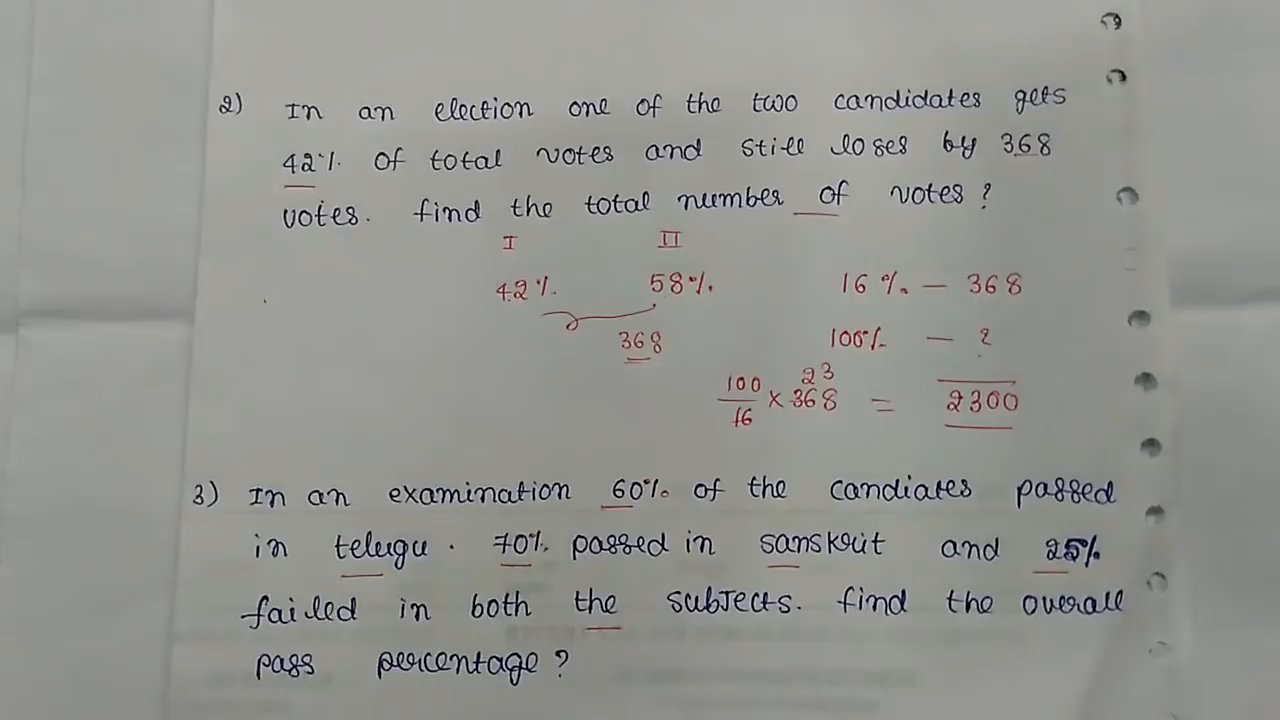 2) In an election one of the two candidates gets
42%. of total votes and still loses by 368
votes. find the total number of votes?
I II
42%. 58%. 16%. — 368
368 100%. — ?
100/16 × 368 = 2300
23
3) In an examination 60%. of the candiates passed
in telugu. 70%. passed in sanskrit and 25%
failed in both the subjects. find the overall
pass percentage?